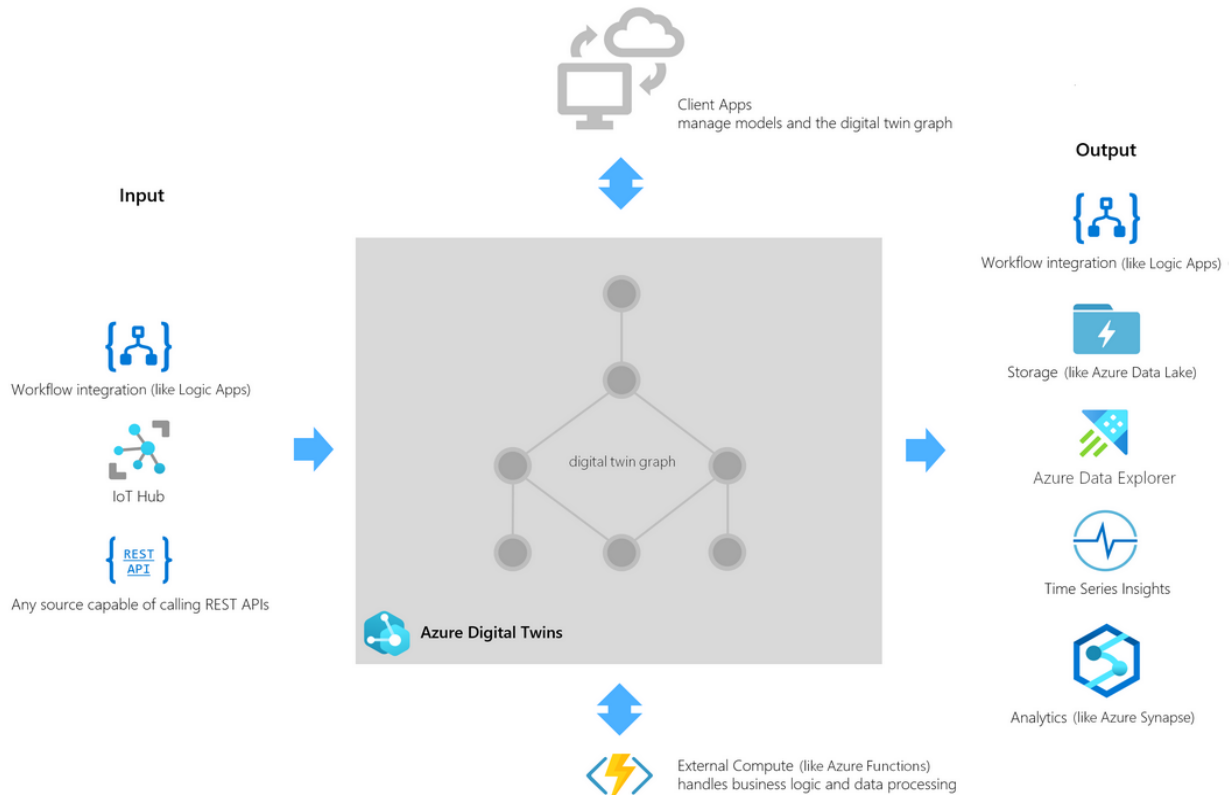 Client Apps
manage models and the digital twin graph
Input
Workflow integration (like Logic Apps)
IoT Hub
REST
API
Any source capable of calling REST APIs
digital twin graph
Azure Digital Twins
Output
Workflow integration (like Logic Apps)
Storage (like Azure Data Lake)
Azure Data Explorer
Time Series Insights
Analytics (like Azure Synapse)
External Compute (like Azure Functions)
handles business logic and data processing